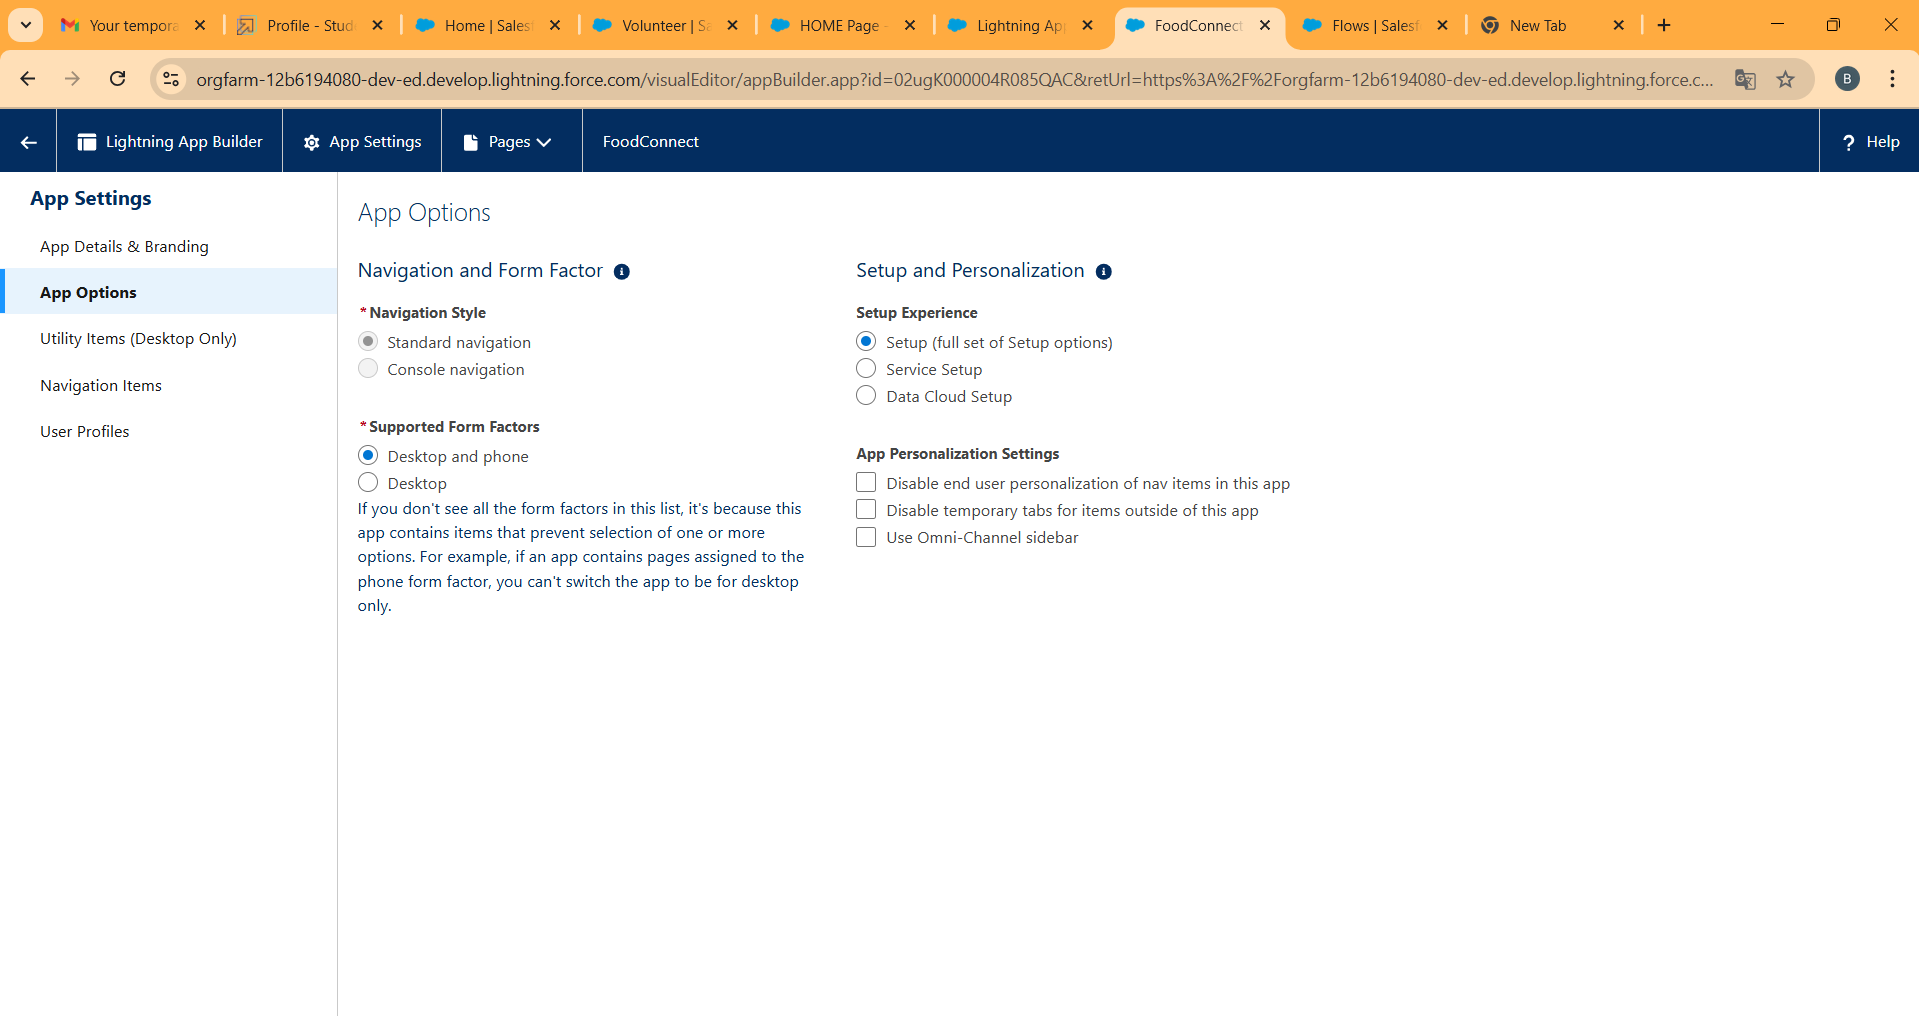 Your tempora
Profile - Stud
Home | Sales
Volunteer | Sa
HOME Page -
Lightning Ap
FoodConnect
Flows | Salesf
New Tab
orgfarm-12b6194080-dev-ed.develop.lightning.force.com/visualEditor/appBuilder.app?id=02ugK000004R085QAC&retUrl=https%3A%2F%2Forgfarm-12b6194080-dev-ed.develop.lightning.force.c...
B
Lightning App Builder
App Settings
Pages
FoodConnect
? Help
App Settings
App Details & Branding
App Options
Utility Items (Desktop Only)
Navigation Items
User Profiles
App Options
Navigation and Form Factor
*Navigation Style
Standard navigation
Console navigation
*Supported Form Factors
Desktop and phone
Desktop
If you don't see all the form factors in this list, it's because this
app contains items that prevent selection of one or more
options. For example, if an app contains pages assigned to the
phone form factor, you can't switch the app to be for desktop
only.
Setup and Personalization
Setup Experience
Setup (full set of Setup options)
Service Setup
Data Cloud Setup
App Personalization Settings
Disable end user personalization of nav items in this app
Disable temporary tabs for items outside of this app
Use Omni-Channel sidebar